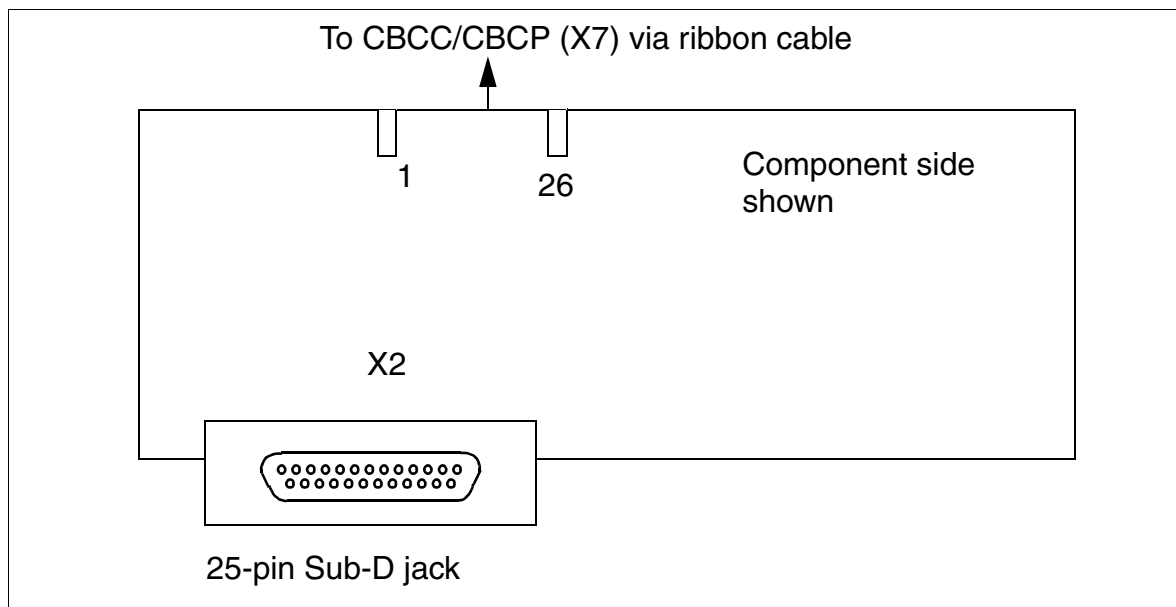 To CBCC/CBCP (X7) via ribbon cable
1
26
Component side
shown
X2
25-pin Sub-D jack